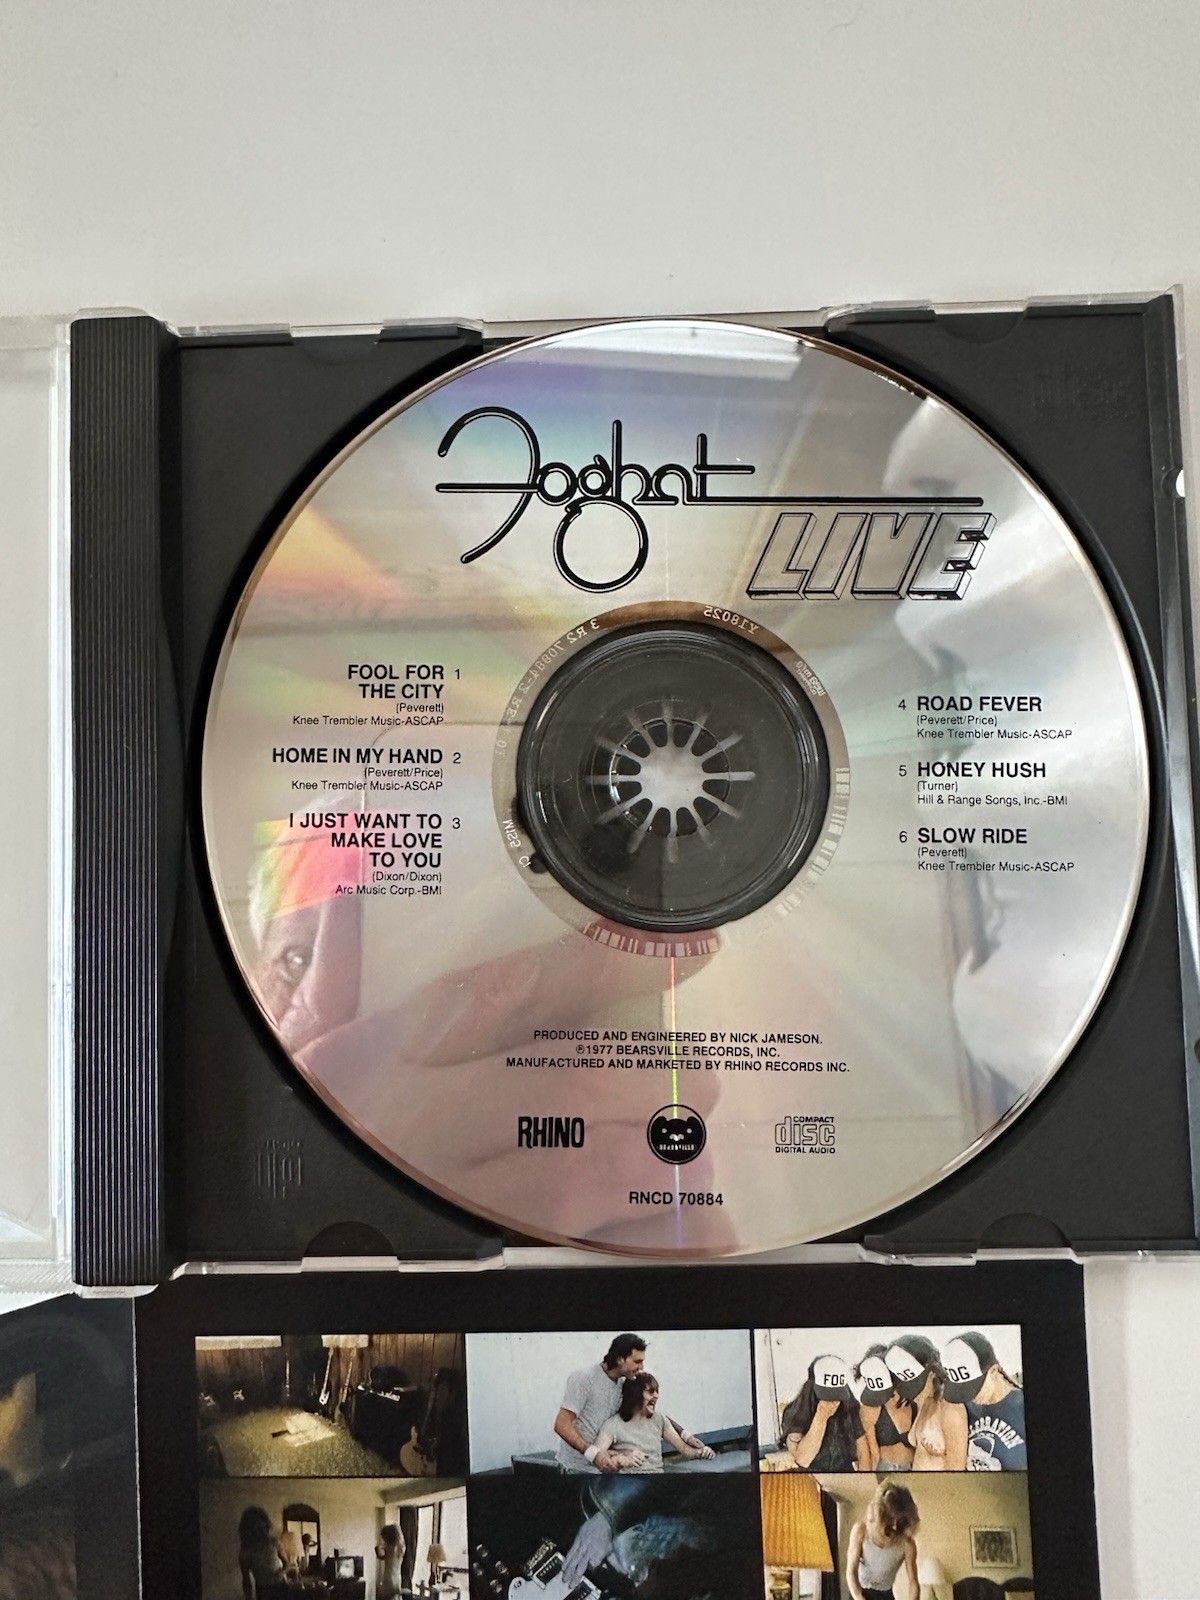 Foghat
LIVE
FOOL FOR 1
THE CITY
(Peverett)
Knee Trembler Music-ASCAP
HOME IN MY HAND 2
(Peverett/Price)
Knee Trembler Music-ASCAP
I JUST WANT TO 3
MAKE LOVE
TO YOU
(Dixon/Dixon)
Arc Music Corp.-BMI
4 ROAD FEVER
(Peverett/Price)
Knee Trembler Music-ASCAP
5 HONEY HUSH
(Turner)
Hill & Range Songs, Inc.-BMI
6 SLOW RIDE
(Peverett)
Knee Trembler Music-ASCAP
Y18025
PRODUCED AND ENGINEERED BY NICK JAMESON.
℗1977 BEARSVILLE RECORDS, INC.
MANUFACTURED AND MARKETED BY RHINO RECORDS INC.
RHINO
BEARSVILLE
COMPACT
disc
DIGITAL AUDIO
RNCD 70884
FOG
FOG
OG
FOG